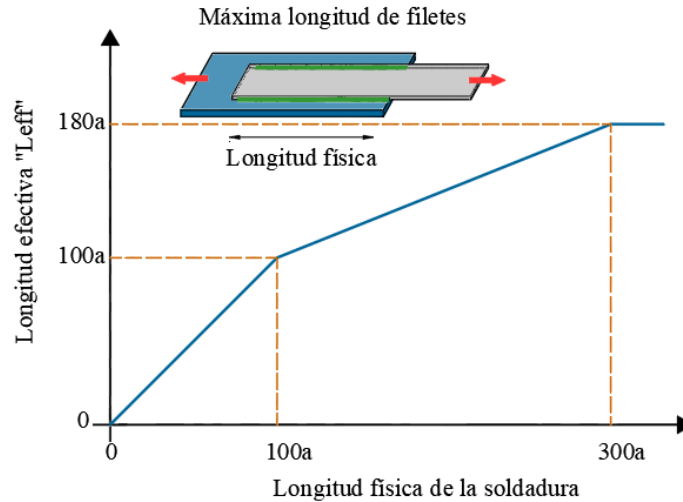 Máxima longitud de filetes
180a
Longitud física
Longitud efectiva "Leff"
100a
0
0
100a
300a
Longitud física de la soldadura